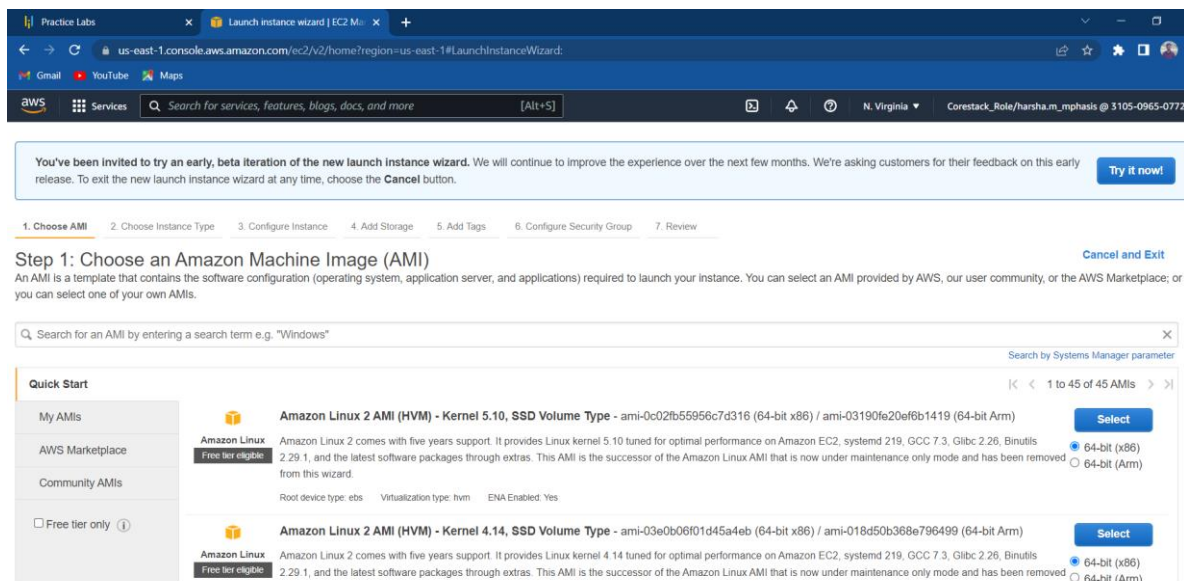 Practice Labs
Launch instance wizard | EC2 Ma
us-east-1.console.aws.amazon.com/ec2/v2/home?region=us-east-1#LaunchInstanceWizard:
Gmail YouTube Maps
aws Services Search for services, features, blogs, docs, and more [Alt+S] N. Virginia ▼ Corestack_Role/harsha.m_mphasis @ 3105-0965-0772
You've been invited to try an early, beta iteration of the new launch instance wizard. We will continue to improve the experience over the next few months. We're asking customers for their feedback on this early
release. To exit the new launch instance wizard at any time, choose the Cancel button.
Try it now!
1. Choose AMI 2. Choose Instance Type 3. Configure Instance 4. Add Storage 5. Add Tags 6. Configure Security Group 7. Review
Step 1: Choose an Amazon Machine Image (AMI)
Cancel and Exit
An AMI is a template that contains the software configuration (operating system, application server, and applications) required to launch your instance. You can select an AMI provided by AWS, our user community, or the AWS Marketplace; or
you can select one of your own AMIs.
Search for an AMI by entering a search term e.g. "Windows"
Search by Systems Manager parameter
Quick Start
1 to 45 of 45 AMIs
My AMIs
AWS Marketplace
Community AMIs
Free tier only
Amazon Linux
Free tier eligible
Amazon Linux 2 AMI (HVM) - Kernel 5.10, SSD Volume Type - ami-0c02fb55956c7d316 (64-bit x86) / ami-03190fe20ef6b1419 (64-bit Arm)
Amazon Linux 2 comes with five years support. It provides Linux kernel 5.10 tuned for optimal performance on Amazon EC2, systemd 219, GCC 7.3, Glibc 2.26, Binutils
2.29.1, and the latest software packages through extras. This AMI is the successor of the Amazon Linux AMI that is now under maintenance only mode and has been removed
from this wizard.
Root device type: ebs Virtualization type: hvm ENA Enabled: Yes
Select
64-bit (x86)
64-bit (Arm)
Amazon Linux
Free tier eligible
Amazon Linux 2 AMI (HVM) - Kernel 4.14, SSD Volume Type - ami-03e0b06f01d45a4eb (64-bit x86) / ami-018d50b368e796499 (64-bit Arm)
Amazon Linux 2 comes with five years support. It provides Linux kernel 4.14 tuned for optimal performance on Amazon EC2, systemd 219, GCC 7.3, Glibc 2.26, Binutils
2.29.1, and the latest software packages through extras. This AMI is the successor of the Amazon Linux AMI that is now under maintenance only mode and has been removed
Select
64-bit (x86)
64-bit (Arm)